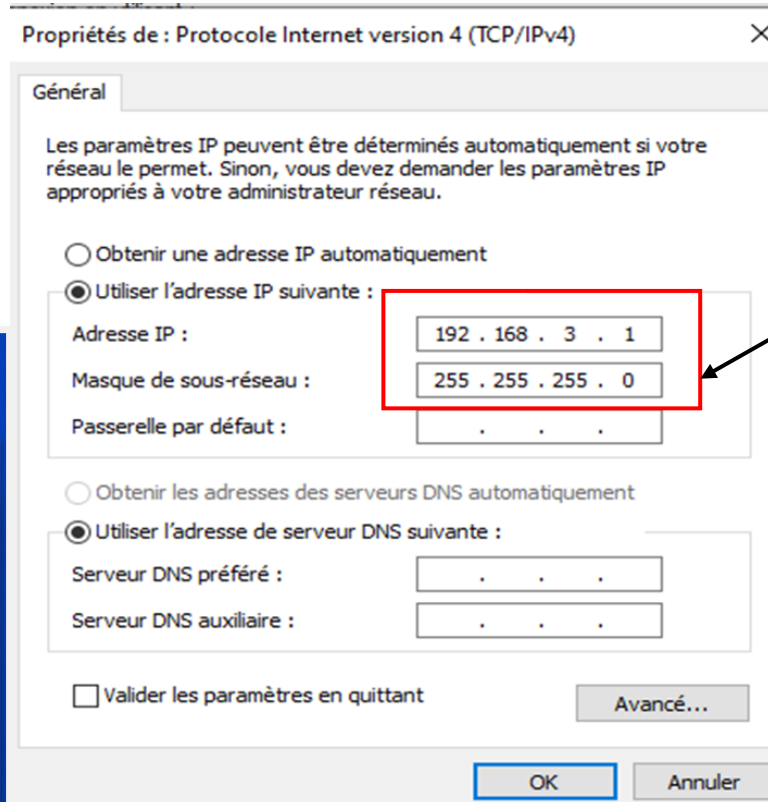 Propriétés de : Protocole Internet version 4 (TCP/IPv4)
Général
Les paramètres IP peuvent être déterminés automatiquement si votre
réseau le permet. Sinon, vous devez demander les paramètres IP
appropriés à votre administrateur réseau.
Obtenir une adresse IP automatiquement
Utiliser l'adresse IP suivante :
Adresse IP : 192 . 168 . 3 . 1
Masque de sous-réseau : 255 . 255 . 255 . 0
Passerelle par défaut : . . .
Obtenir les adresses des serveurs DNS automatiquement
Utiliser l'adresse de serveur DNS suivante :
Serveur DNS préféré : . . .
Serveur DNS auxiliaire : . . .
Valider les paramètres en quittant
Avancé...
OK Annuler